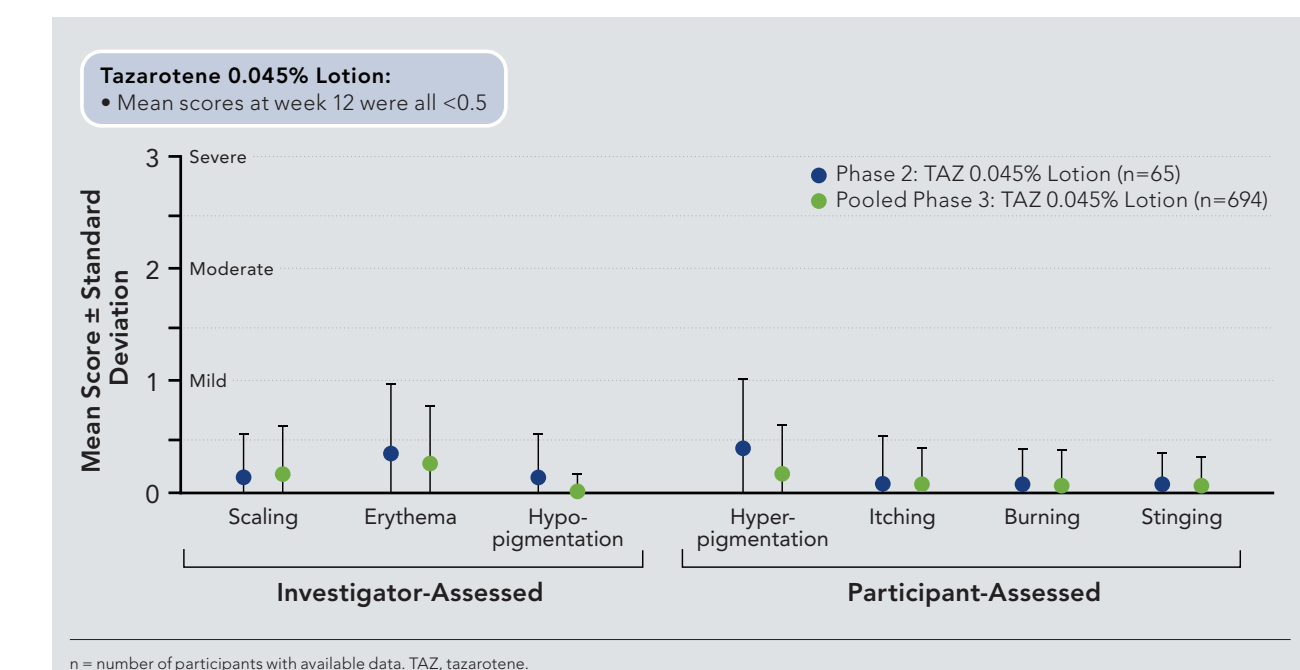 Tazarotene 0.045% Lotion:
• Mean scores at week 12 were all <0.5
Mean Score ± Standard
Deviation
3
Severe
2
Moderate
1
Mild
0
Phase 2: TAZ 0.045% Lotion (n=65)
Pooled Phase 3: TAZ 0.045% Lotion (n=694)
Scaling
Erythema
Hypo-
pigmentation
Hyper-
pigmentation
Itching
Burning
Stinging
Investigator-Assessed
Participant-Assessed
n = number of participants with available data. TAZ, tazarotene.